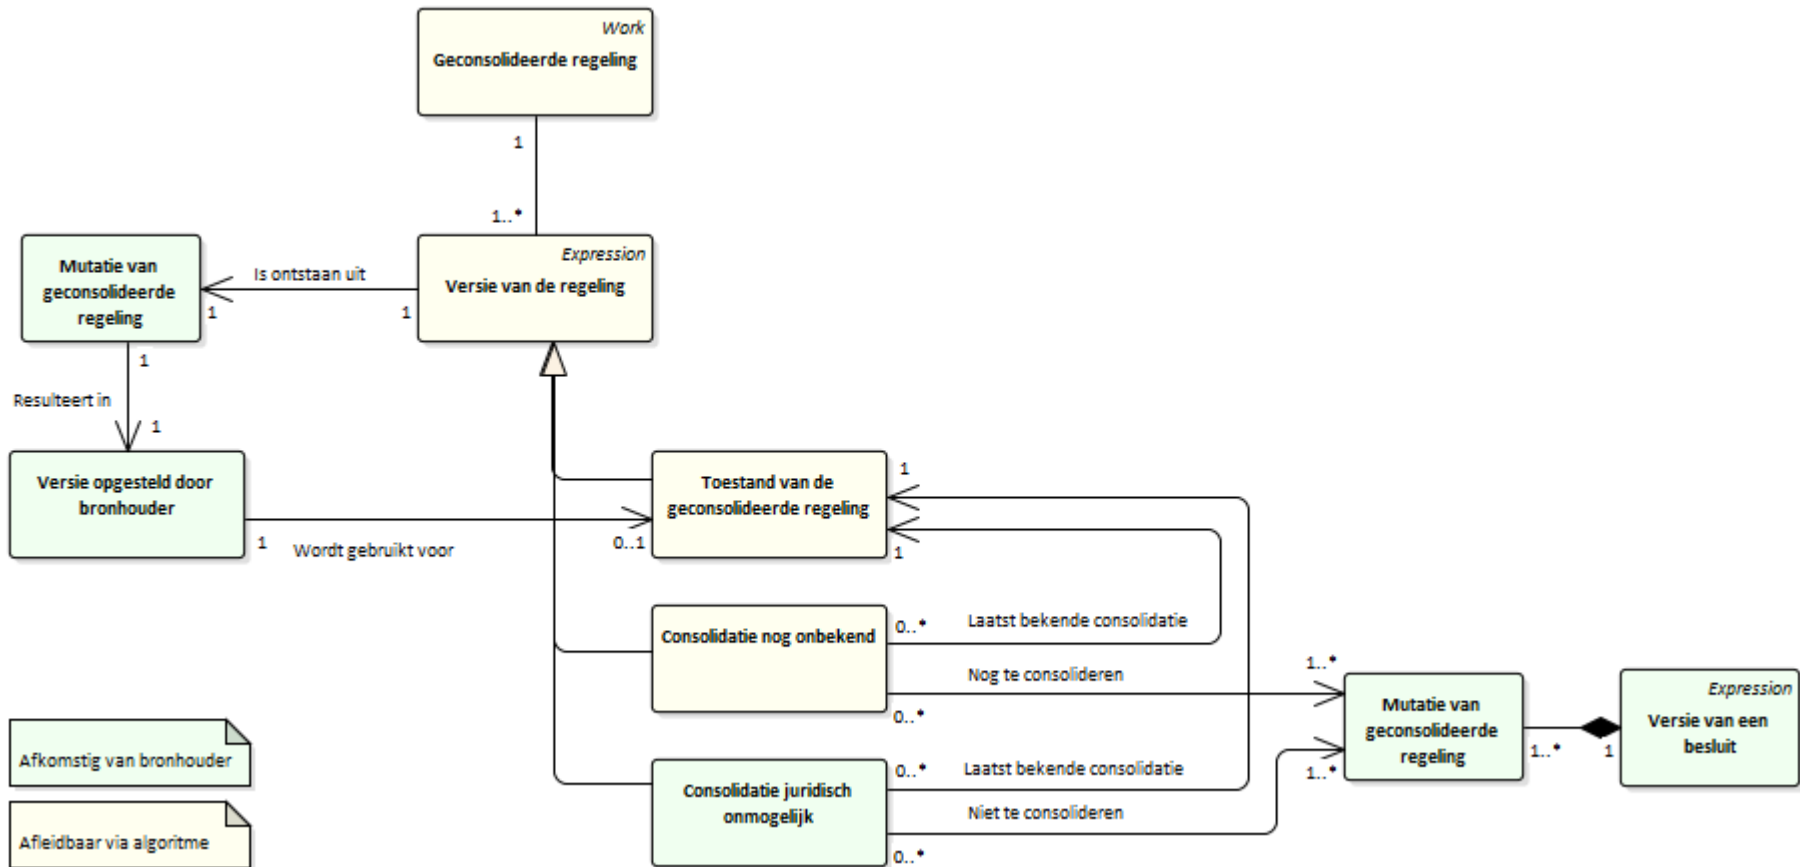 Work
Geconsolideerde regeling
1
1..*
Expression
Versie van de regeling
Mutatie van
geconsolideerde
regeling
Is ontstaan uit
1
1
1
Resulteert in
1
Versie opgesteld door
bronhouder
1
Wordt gebruikt voor
0..1
Toestand van de
geconsolideerde regeling
1
1
Consolidatie nog onbekend
0..*
Laatst bekende consolidatie
Nog te consolideren
0..*
1..*
Mutatie van
geconsolideerde
regeling
1..*
1..*
1
Expression
Versie van een
besluit
Consolidatie juridisch
onmogelijk
0..*
Laatst bekende consolidatie
Niet te consolideren
0..*
Afkomstig van bronhouder
Afleidbaar via algoritme